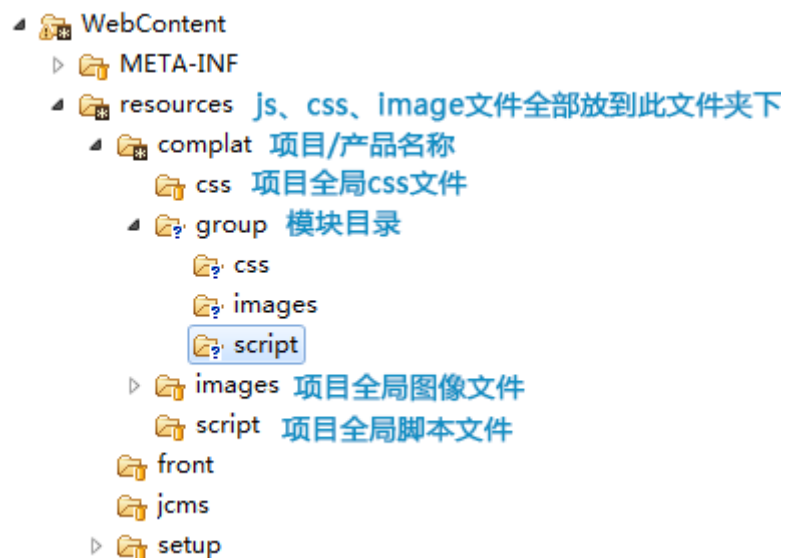 WebContent
META-INF
resources js、css、image文件全部放到此文件夹下
complat 项目/产品名称
css 项目全局css文件
group 模块目录
css
images
script
images 项目全局图像文件
script 项目全局脚本文件
front
jcms
setup